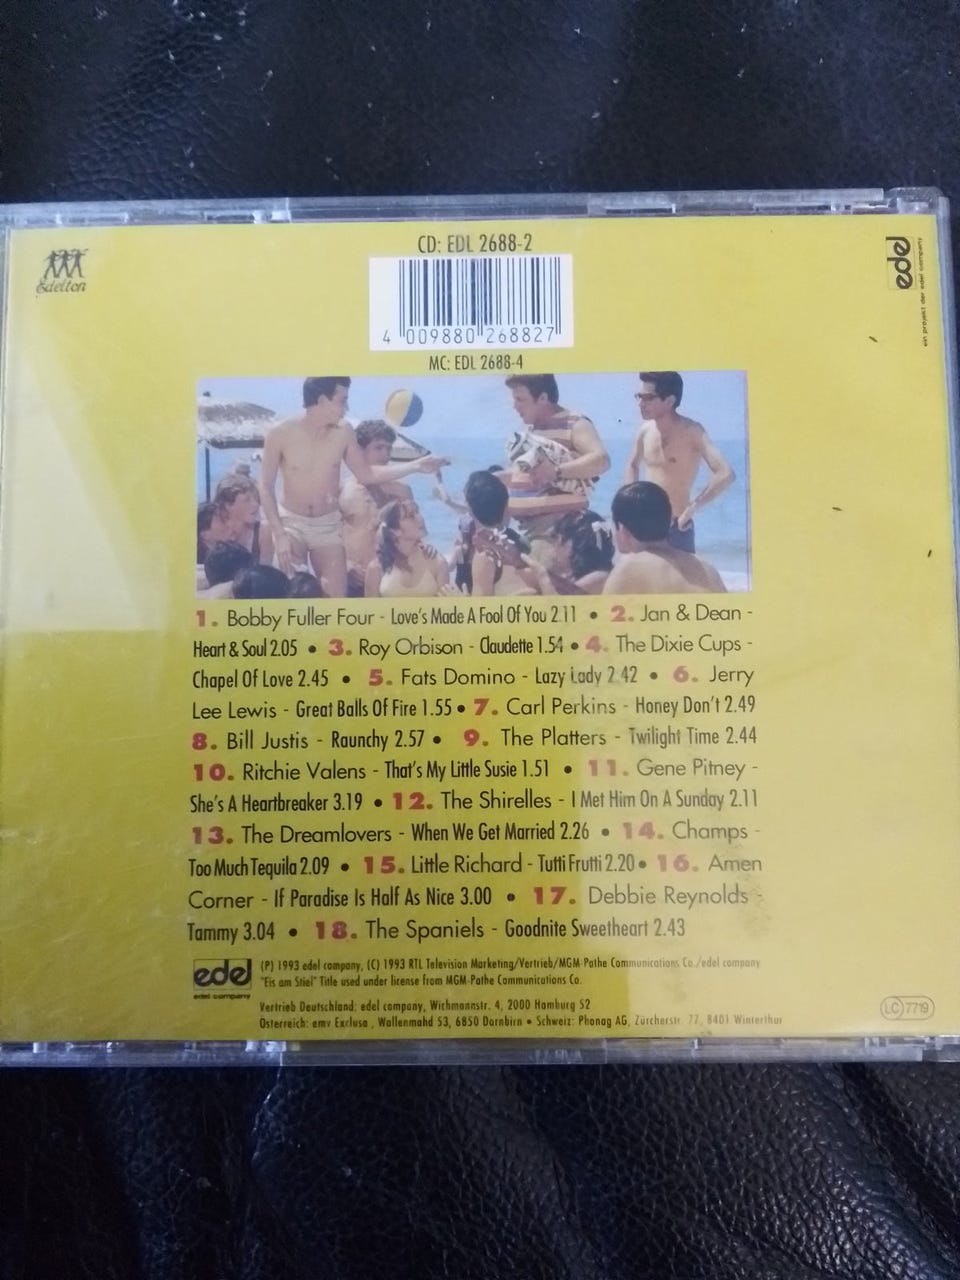 Edelton
CD: EDL 2688-2
4 009880 268827
MC: EDL 2688-4
edel
ein projekt der edel company
1. Bobby Fuller Four - Love's Made A Fool Of You 2.11 • 2. Jan & Dean -
Heart & Soul 2.05 • 3. Roy Orbison - Claudette 1.54 • 4. The Dixie Cups -
Chapel Of Love 2.45 • 5. Fats Domino - Lazy Lady 2.42 • 6. Jerry
Lee Lewis - Great Balls Of Fire 1.55 • 7. Carl Perkins - Honey Don't 2.49
8. Bill Justis - Raunchy 2.57 • 9. The Platters - Twilight Time 2.44
10. Ritchie Valens - That's My Little Susie 1.51 • 11. Gene Pitney -
She's A Heartbreaker 3.19 • 12. The Shirelles - I Met Him On A Sunday 2.11
13. The Dreamlovers - When We Get Married 2.26 • 14. Champs -
Too Much Tequila 2.09 • 15. Little Richard - Tutti Frutti 2.20 • 16. Amen
Corner - If Paradise Is Half As Nice 3.00 • 17. Debbie Reynolds -
Tammy 3.04 • 18. The Spaniels - Goodnite Sweetheart 2.43
edel
edel company
(P) 1993 edel company, (C) 1993 RTL Television Marketing/Vertrieb/MGM-Pathe Communications Co./edel company
"Eis am Stiel" Title used under license from MGM-Pathe Communications Co.
Vertrieb Deutschland: edel company, Wichmannstr. 4, 2000 Hamburg 52
Österreich: emv Exclusa, Wallenmahd 53, 6850 Dornbirn • Schweiz: Phonag AG, Zürcherstr. 77, 8401 Winterthur
LC 7719